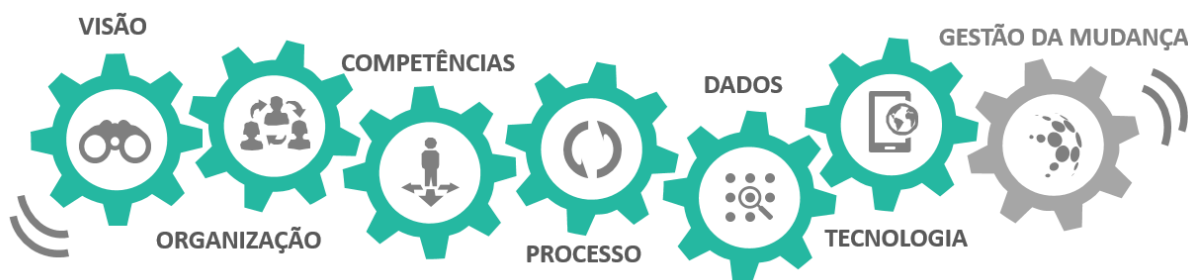 VISÃO
ORGANIZAÇÃO
COMPETÊNCIAS
PROCESSO
DADOS
TECNOLOGIA
GESTÃO DA MUDANÇA